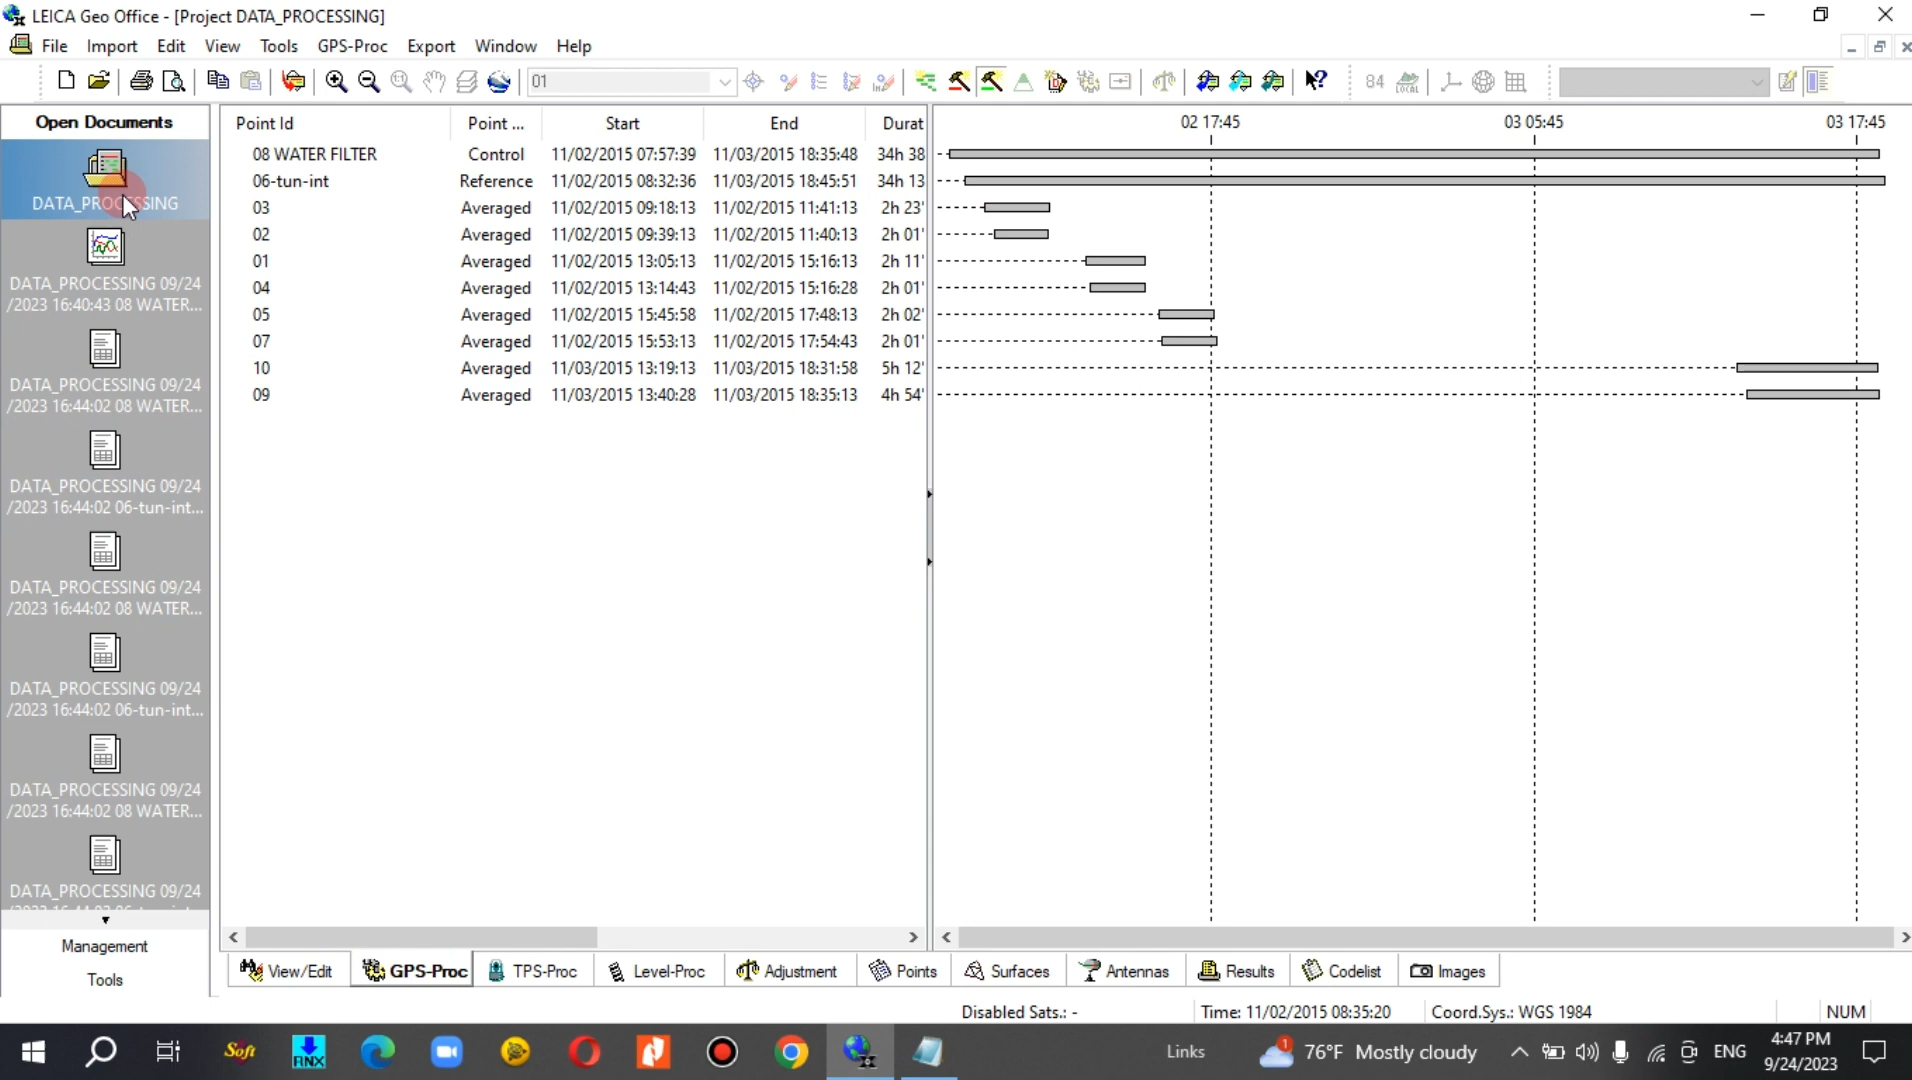 LEICA Geo Office - [Project DATA_PROCESSING]
File Import Edit View Tools GPS-Proc Export Window Help
01
84
LOCAL
Open Documents
DATA_PROCESSING
DATA_PROCESSING 09/24
/2023 16:40:43 08 WATER...
DATA_PROCESSING 09/24
/2023 16:44:02 08 WATER...
DATA_PROCESSING 09/24
/2023 16:44:02 06-tun-int...
DATA_PROCESSING 09/24
/2023 16:44:02 08 WATER...
DATA_PROCESSING 09/24
/2023 16:44:02 06-tun-int...
DATA_PROCESSING 09/24
/2023 16:44:02 08 WATER...
DATA_PROCESSING 09/24
Management
Tools
Point Id Point ... Start End Durat
08 WATER FILTER Control 11/02/2015 07:57:39 11/03/2015 18:35:48 34h 38
06-tun-int Reference 11/02/2015 08:32:36 11/03/2015 18:45:51 34h 13
03 Averaged 11/02/2015 09:18:13 11/02/2015 11:41:13 2h 23'
02 Averaged 11/02/2015 09:39:13 11/02/2015 11:40:13 2h 01'
01 Averaged 11/02/2015 13:05:13 11/02/2015 15:16:13 2h 11'
04 Averaged 11/02/2015 13:14:43 11/02/2015 15:16:28 2h 01'
05 Averaged 11/02/2015 15:45:58 11/02/2015 17:48:13 2h 02'
07 Averaged 11/02/2015 15:53:13 11/02/2015 17:54:43 2h 01'
10 Averaged 11/03/2015 13:19:13 11/03/2015 18:31:58 5h 12'
09 Averaged 11/03/2015 13:40:28 11/03/2015 18:35:13 4h 54'
02 17:45 03 05:45 03 17:45
View/Edit GPS-Proc TPS-Proc Level-Proc Adjustment Points Surfaces Antennas Results Codelist Images
Disabled Sats.: - Time: 11/02/2015 08:35:20 Coord.Sys.: WGS 1984 NUM
Soft RNX Links 1 76°F Mostly cloudy ENG 4:47 PM
9/24/2023